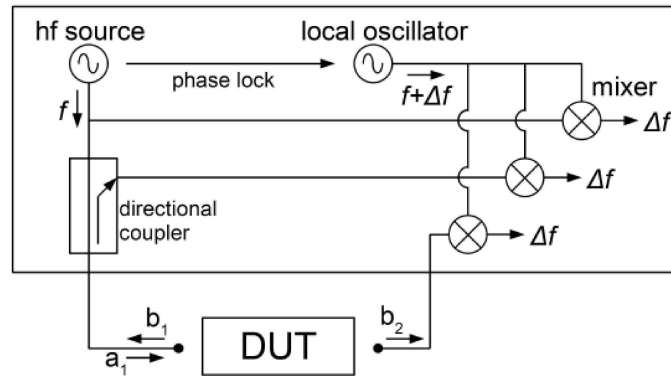 hf source
local oscillator
phase lock
f
f+Δf
mixer
Δf
Δf
directional
coupler
Δf
b1
a1
DUT
b2